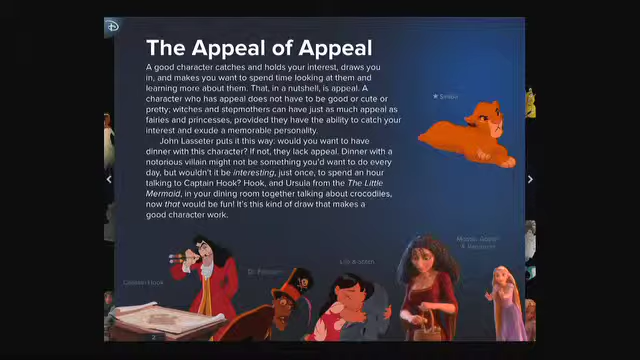 The Appeal of Appeal
A good character catches and holds your interest, draws you
in, and makes you want to spend time looking at them and
learning more about them. That, in a nutshell, is appeal. A
character who has appeal does not have to be good or cute or
pretty; witches and stepmothers can have just as much appeal as
fairies and princesses, provided they have the ability to catch your
interest and exude a memorable personality.
John Lasseter puts it this way: would you want to have
dinner with this character? If not, they lack appeal. Dinner with a
notorious villain might not be something you'd want to do every
day, but wouldn't it be interesting, just once, to spend an hour
talking to Captain Hook? Hook, and Ursula from the The Little
Mermaid, in your dining room together talking about crocodiles,
now that would be fun! It's this kind of draw that makes a
good character work.
Captain Hook
Lilo & Stitch